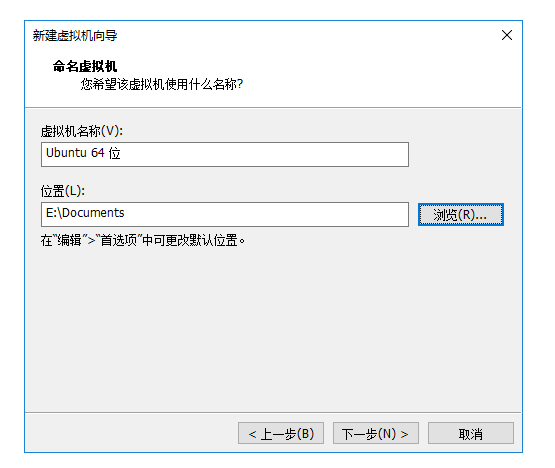 新建虚拟机向导
命名虚拟机
您希望该虚拟机使用什么名称?
虚拟机名称(V):
Ubuntu 64 位
位置(L):
E:\Documents
浏览(R)...
在"编辑">"首选项"中可更改默认位置。
< 上一步(B)
下一步(N) >
取消